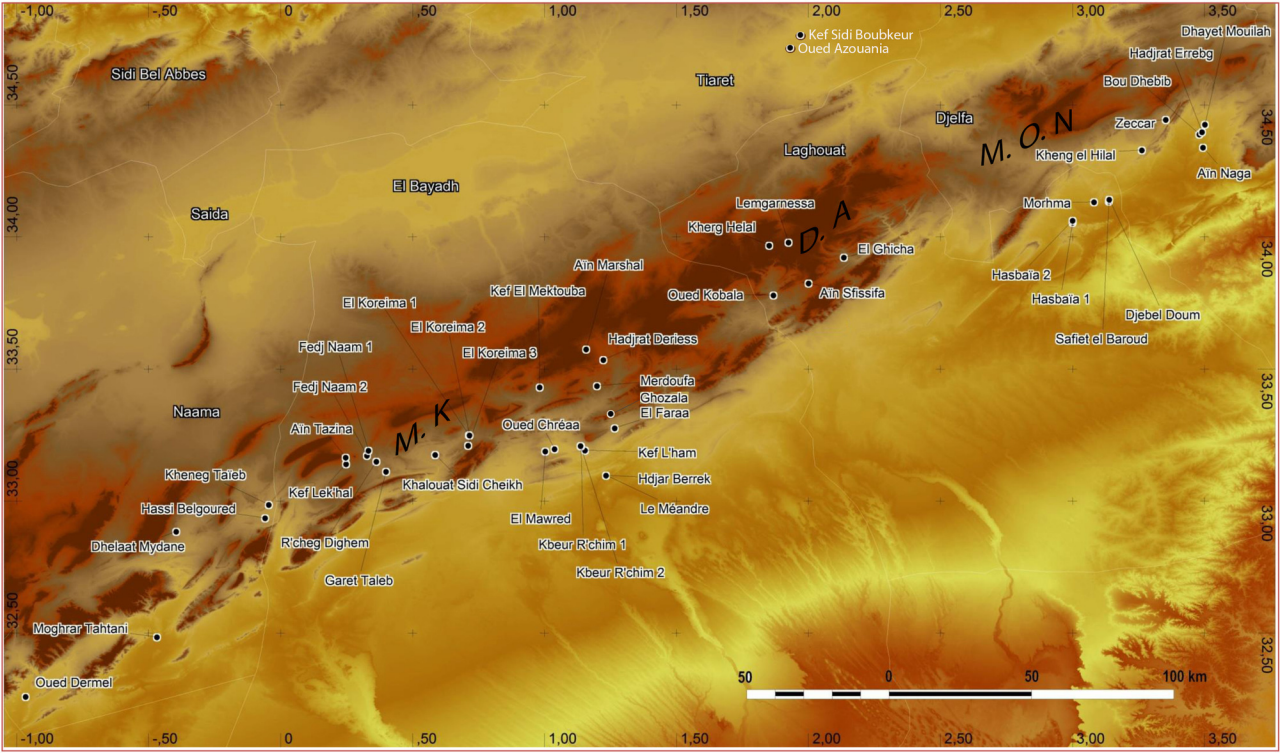 -1,00 -,50 0 ,50 1,00 1,50 2,00 2,50 3,00 3,50
Dhayet Mouilah
Kef Sidi Boubkeur
Oued Azouania
Hadjrat Errebg
Sidi Bel Abbes
Tiaret
Bou Dhebib
34,50
Djelfa
M. O. N
Zeccar
34,50
Laghouat
Kheng el Hilal
Aïn Naga
El Bayadh
Saida
34,00
Lemgarnessa
Morhma
D. A
Kherg Helal
El Ghicha
34,00
Aïn Marshal
Hasbaïa 2
Kef El Mektouba
Oued Kobala
Aïn Sfissifa
El Koreima 1
Hasbaïa 1
Djebel Doum
El Koreima 2
Safiet el Baroud
33,50
Fedj Naam 1
El Koreima 3
Hadjrat Deriess
Fedj Naam 2
Merdoufa
33,50
Ghozala
Naama
M. K
El Faraa
Aïn Tazina
Oued Chréaa
Kef L'ham
33,00
Kheneg Taïeb
Kef Lek'hal
Khalouat Sidi Cheikh
Hdjar Berrek
Hassi Belgoured
Le Méandre
33,00
El Mawred
Dhelaat Mydane
R'cheg Dighem
Kbeur R'chim 1
Garet Taleb
Kbeur R'chim 2
32,50
Moghrar Tahtani
32,50
Oued Dermel
50 0 50 100 km
-1,00 -,50 0 ,50 1,00 1,50 2,00 2,50 3,00 3,50